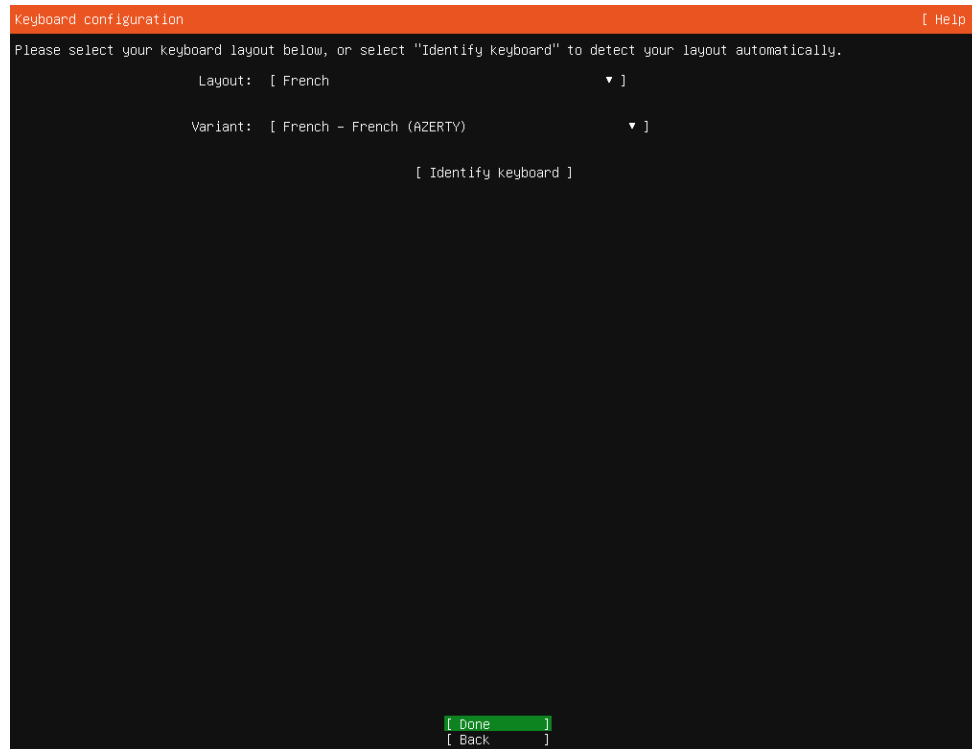 Keyboard configuration [ Help
Please select your keyboard layout below, or select "Identify keyboard" to detect your layout automatically.
Layout: [ French ▾ ]
Variant: [ French – French (AZERTY) ▾ ]
[ Identify keyboard ]
[ Done ]
[ Back ]